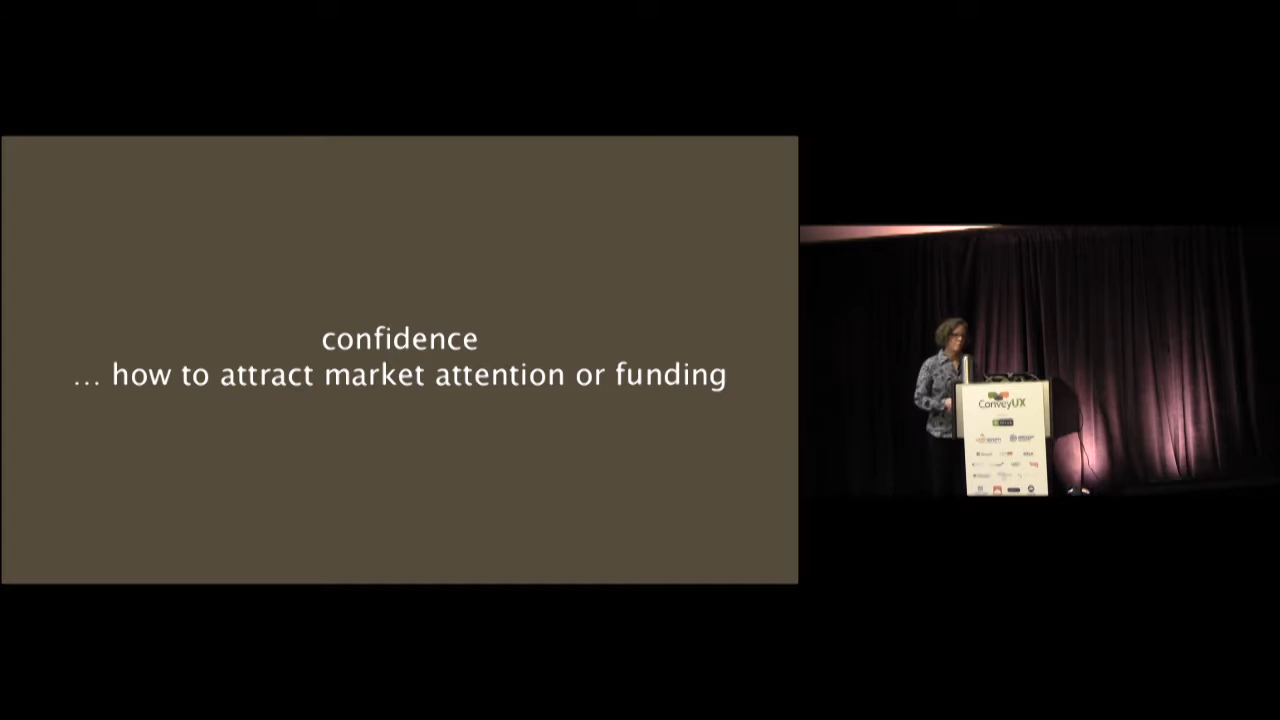 confidence
... how to attract market attention or funding
ConveyUX